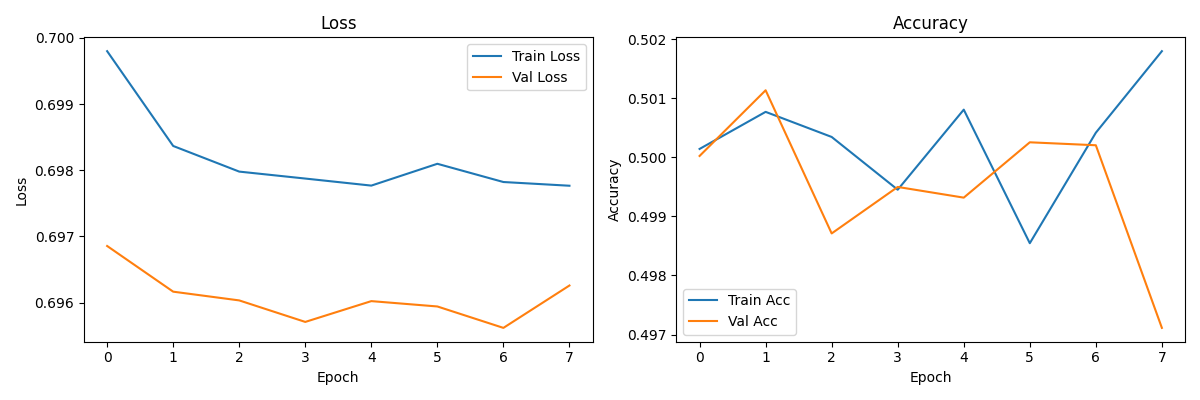 Loss
0.700
0.699
0.698
0.697
0.696
Loss
0 1 2 3 4 5 6 7
Epoch
Train Loss
Val Loss
Accuracy
0.502
0.501
0.500
0.499
0.498
0.497
Accuracy
0 1 2 3 4 5 6 7
Epoch
Train Acc
Val Acc